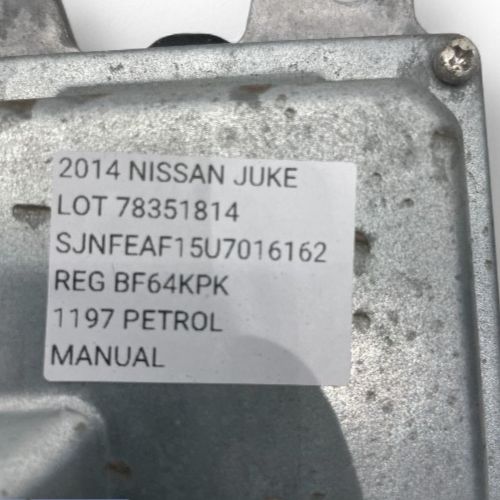 2014 NISSAN JUKE
LOT 78351814
SJNFEAF15U7016162
REG BF64KPK
1197 PETROL
MANUAL